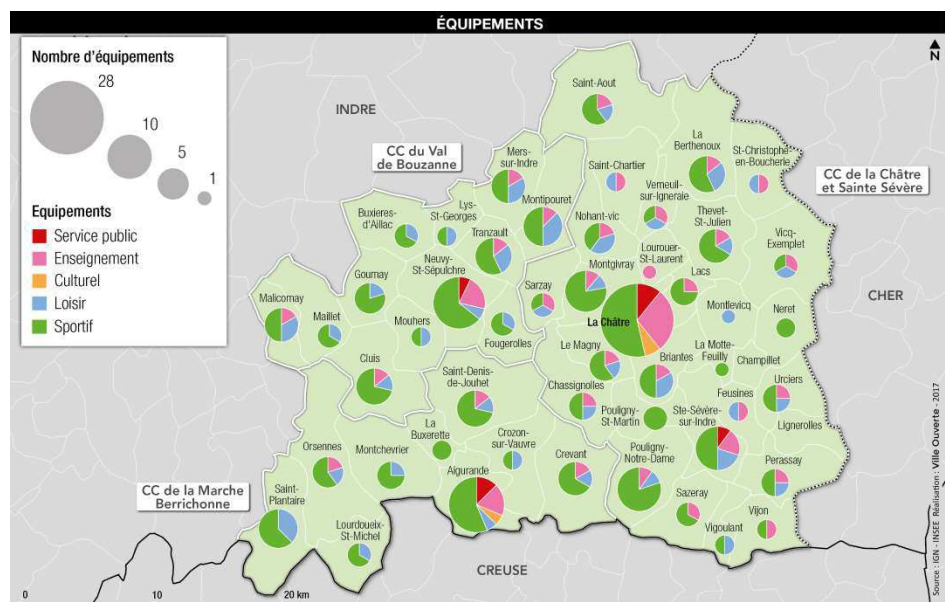 ÉQUIPEMENTS
Nombre d'équipements
28
10
5
1
Equipements
Service public
Enseignement
Culturel
Loisir
Sportif
N
INDRE
CHER
CREUSE
CC du Val
de Bouzanne
CC de la Châtre
et Sainte Sévère
CC de la Marche
Berrichonne
Saint-Aout
La
Berthenoux
St-Christophe
en-Boucherie
Saint-Chartier
Mers-
sur-Indre
Verneuil-
sur-Ignerale
Montipouret
Lys-
St-Georges
Buxieres-
d'Aillac
Tranzault
Nohant-vic
Thevet-
St-Julien
Vicq-
Exemplet
Lourouer-
St-Laurent
Neuvy-
St-Sépulchre
Gournay
Montgivray
Lacs
Sarzay
Malicornay
Maillet
Mouhers
Fougerolles
La Châtre
Montlevicq
Neret
La Motte-
Feuilly
Champillet
Le Magny
Briantes
Cluis
Saint-Denis-
de-Jouhet
Chassignolles
Feusines
Urciers
Lignerolles
Pouligny-
St-Martin
Ste-Sévère-
sur-Indre
La
Buxerette
Crozon-
sur-Vauvre
Orsennes
Montchevrier
Aigurande
Crevant
Pouligny-
Notre-Dame
Perassay
Saint-
Plantaire
Sazeray
Vijon
Lourdoueix-
St-Michel
Vigoulant
0
10
20 km
Source : IGN - INSEE Réalisation : Ville Ouverte - 2017